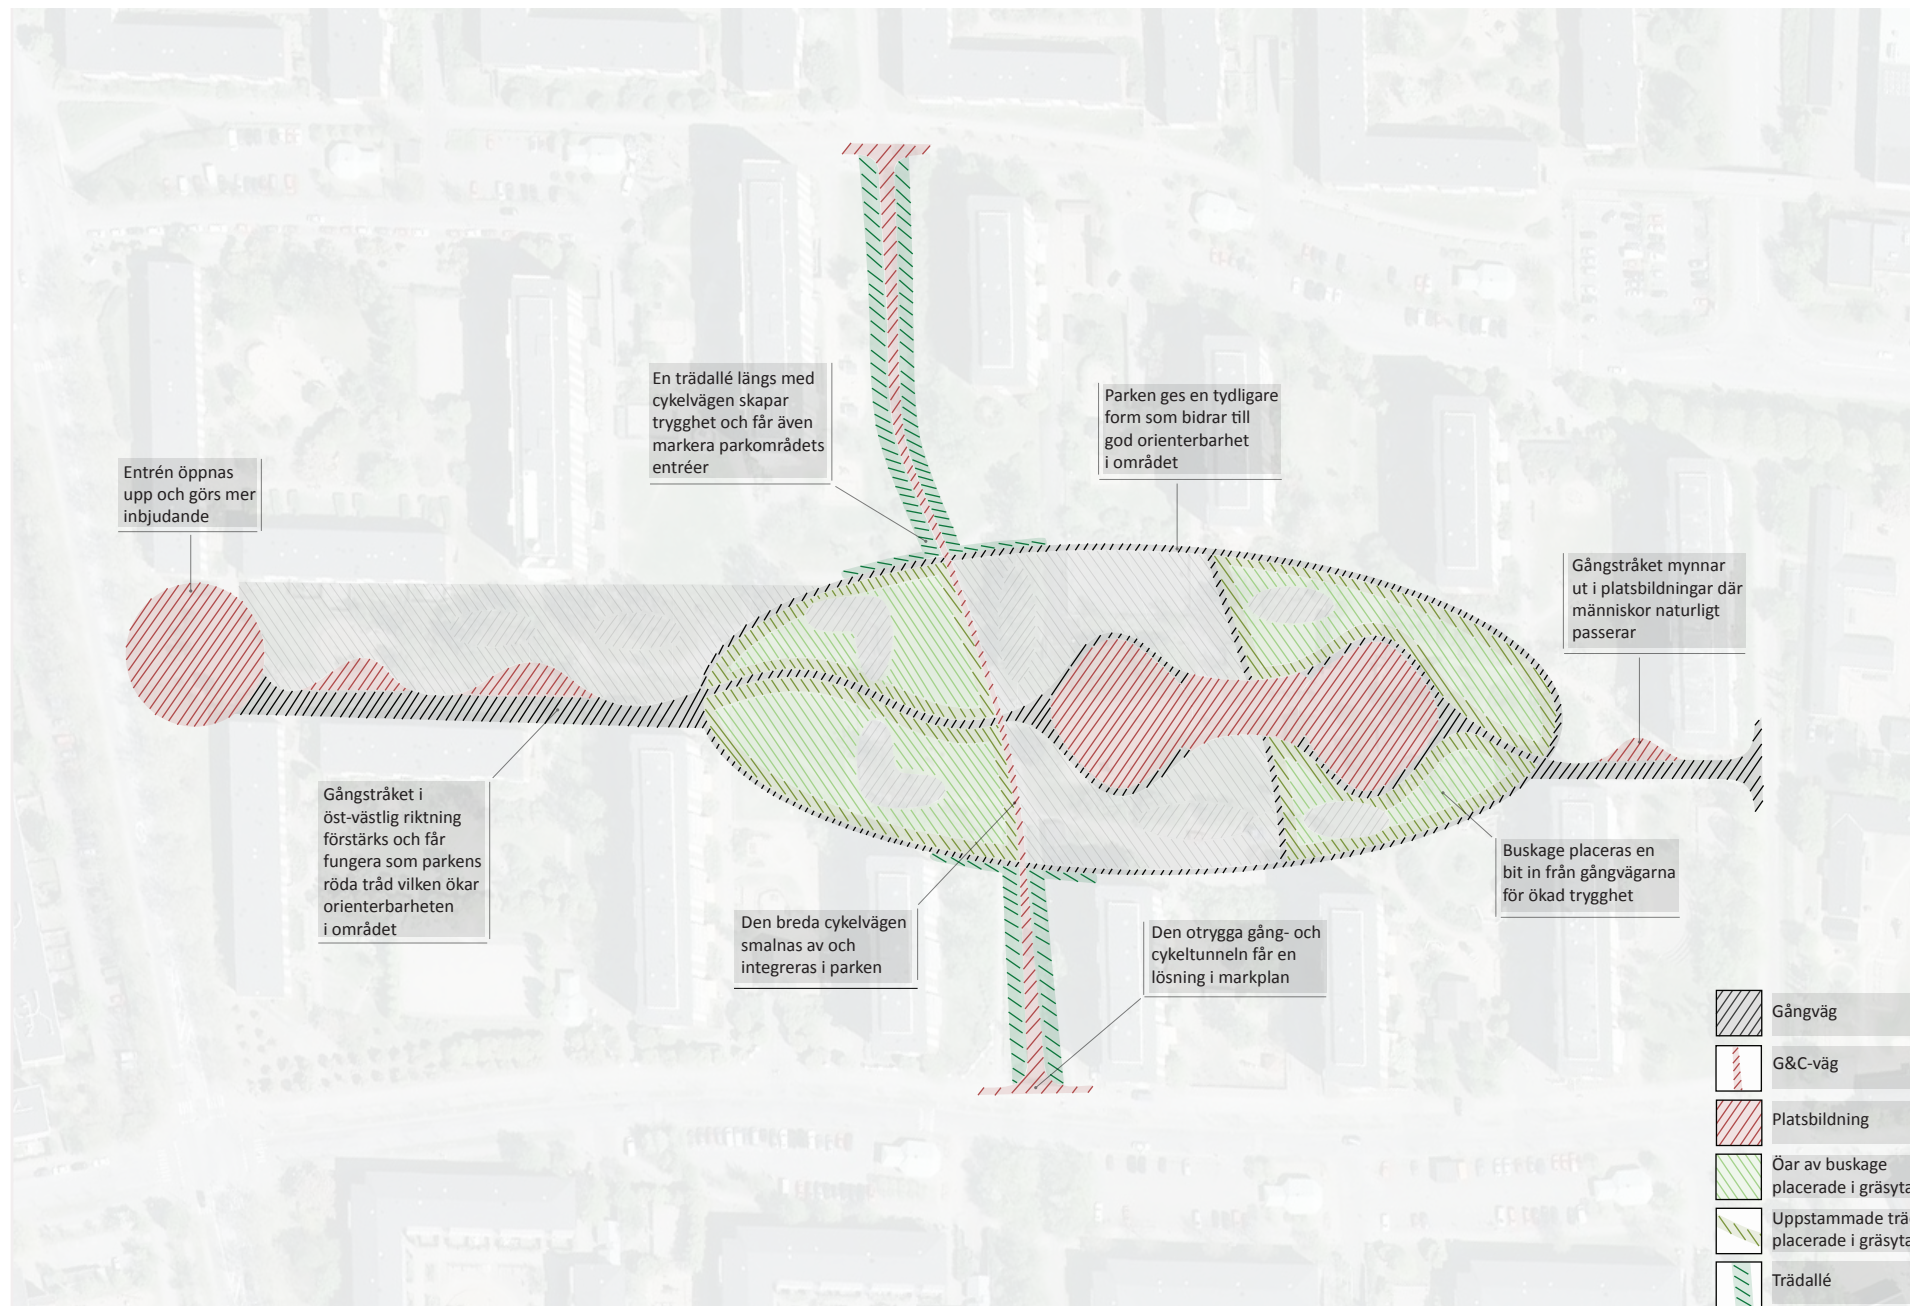 En trädallé längs med
cykelvägen skapar
trygghet och får även
markera parkområdets
entréer
Parken ges en tydligare
form som bidrar till
god orienterbarhet
i området
Entrén öppnas
upp och görs mer
inbjudande
Gångstråket mynnar
ut i platsbildningar där
människor naturligt
passerar
Gångstråket i
öst-västlig riktning
förstärks och får
fungera som parkens
röda tråd vilken ökar
orienterbarheten
i området
Den breda cykelvägen
smalnas av och
integreras i parken
Den otrygga gång- och
cykeltunneln får en
lösning i markplan
Buskage placeras en
bit in från gångvägarna
för ökad trygghet
Gångväg
G&C-väg
Platsbildning
Öar av buskage
placerade i gräsyta
Uppstammade träd
placerade i gräsyta
Trädallé